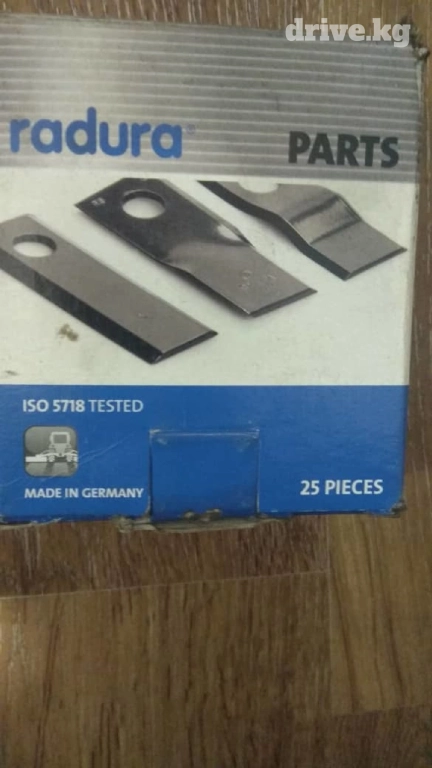 drive.kg
radura®
PARTS
ISO 5718 TESTED
MADE IN GERMANY
25 PIECES